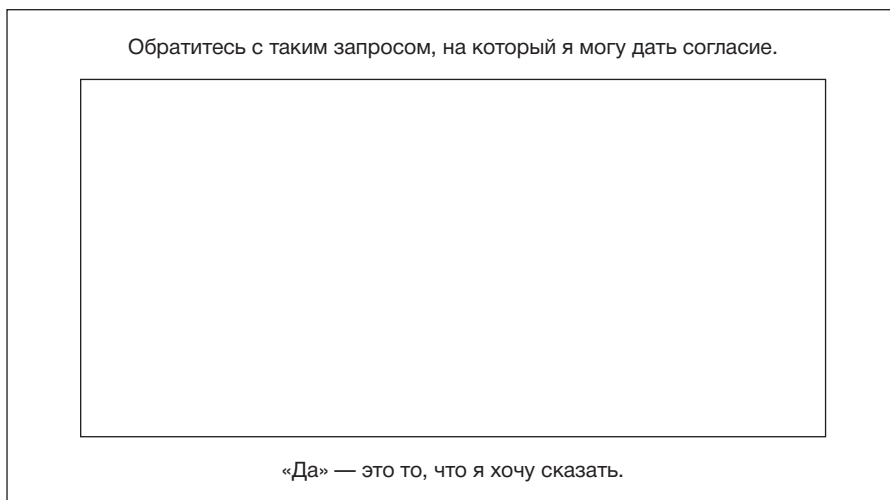 Обратитесь с таким запросом, на который я могу дать согласие.
«Да» — это то, что я хочу сказать.